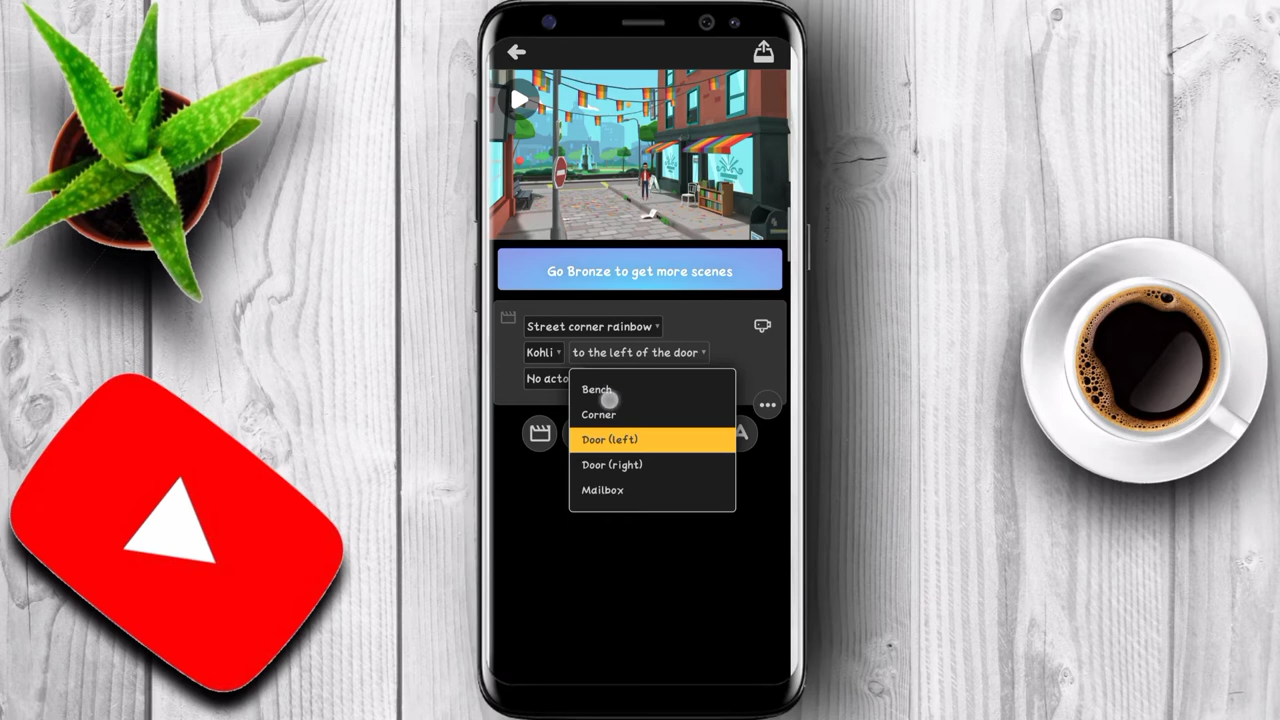 Go Bronze to get more scenes
Street corner rainbow
Kohli to the left of the door
No acto
Bench
Corner
Door (left)
Door (right)
Mailbox
A